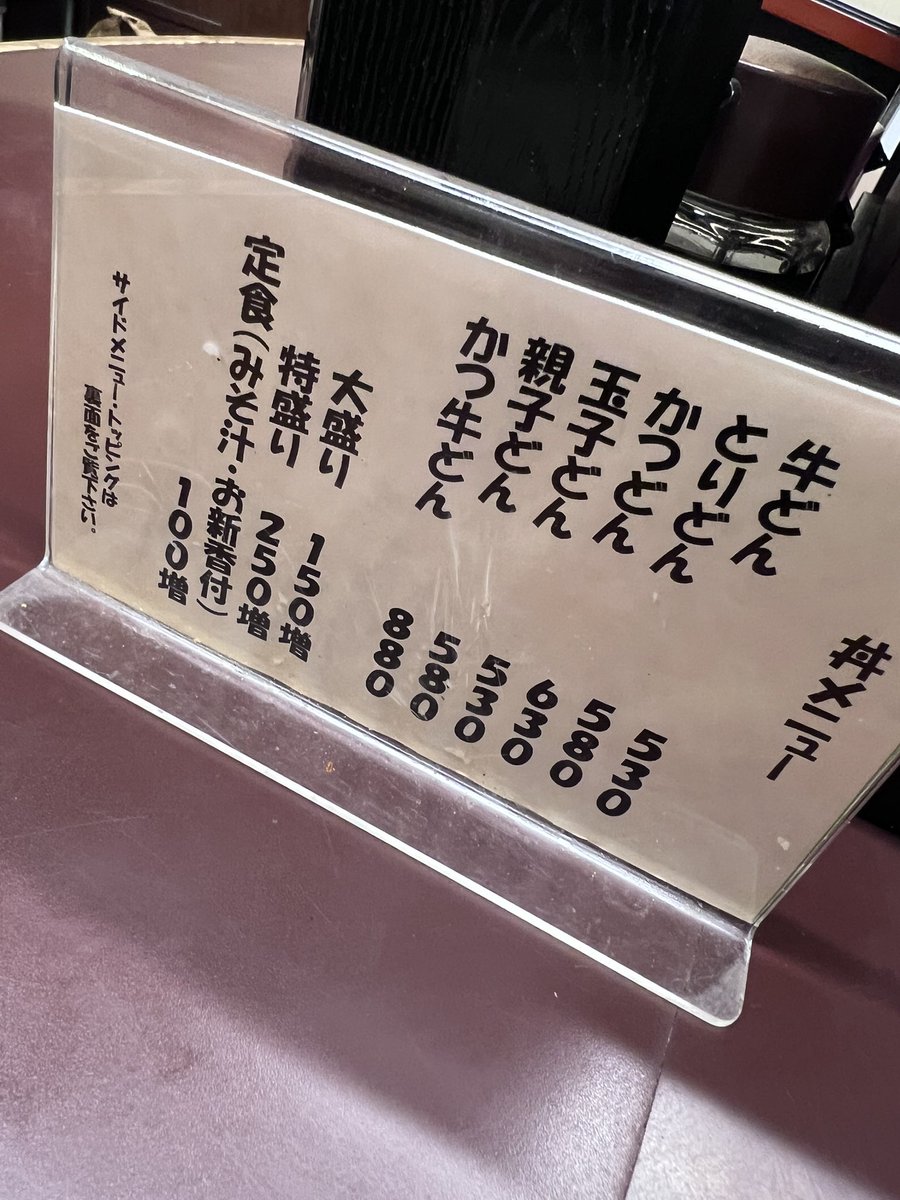 丼メニュー
牛どん 530
とりどん 580
かつどん 630
玉子どん 530
親子どん 580
かつ牛どん 880
大盛り 150増
特盛り 250増
定食(みそ汁・お新香付)
100増
サイドメニュー・トッピングは
裏面をご覧下さい。